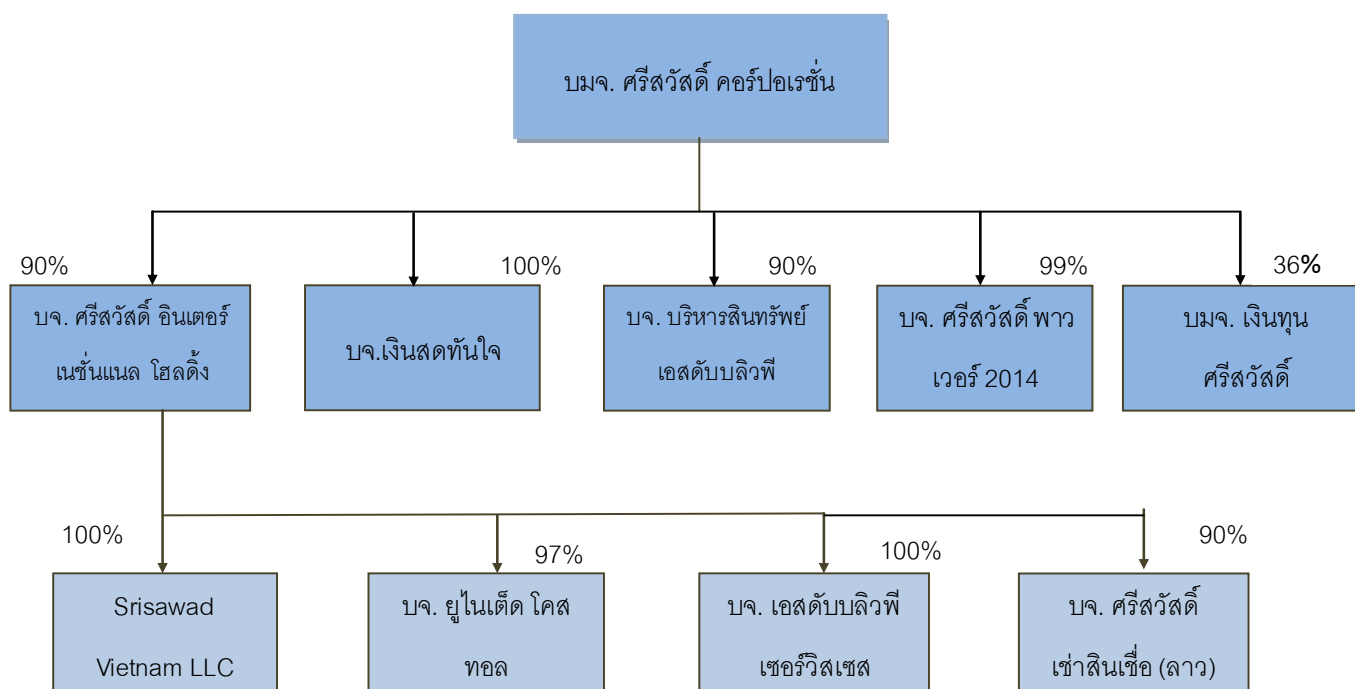 บมจ. ศรีสวัสดิ์ คอร์ปอเรชั่น
90%
100%
90%
99%
36%
บจ. ศรีสวัสดิ์ อินเตอร์
เนชั่นแนล โฮลดิ้ง
บจ.เงินสดทันใจ
บจ. บริหารสินทรัพย์
เอสดับบลิวพี
บจ. ศรีสวัสดิ์ พาว
เวอร์ 2014
บมจ. เงินทุน
ศรีสวัสดิ์
100%
97%
100%
90%
Srisawad
Vietnam LLC
บจ. ยูไนเต็ด โคส
ทอล
บจ. เอสดับบลิวพี
เซอร์วิสเซส
บจ. ศรีสวัสดิ์
เช่าสินเชื่อ (ลาว)